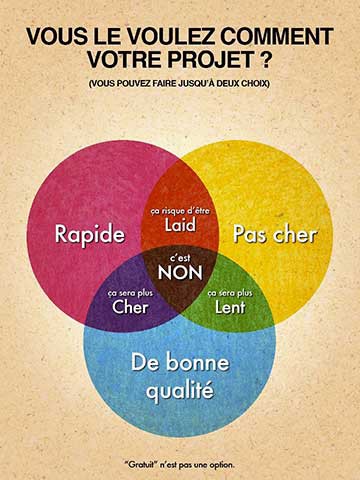 VOUS LE VOULEZ COMMENT
VOTRE PROJET ?
(VOUS POUVEZ FAIRE JUSQU'À DEUX CHOIX)
ça risque d'être
Laid
Rapide
Pas cher
c'est
NON
ça sera plus
Cher
ça sera plus
Lent
De bonne
qualité
"Gratuit" n'est pas une option.